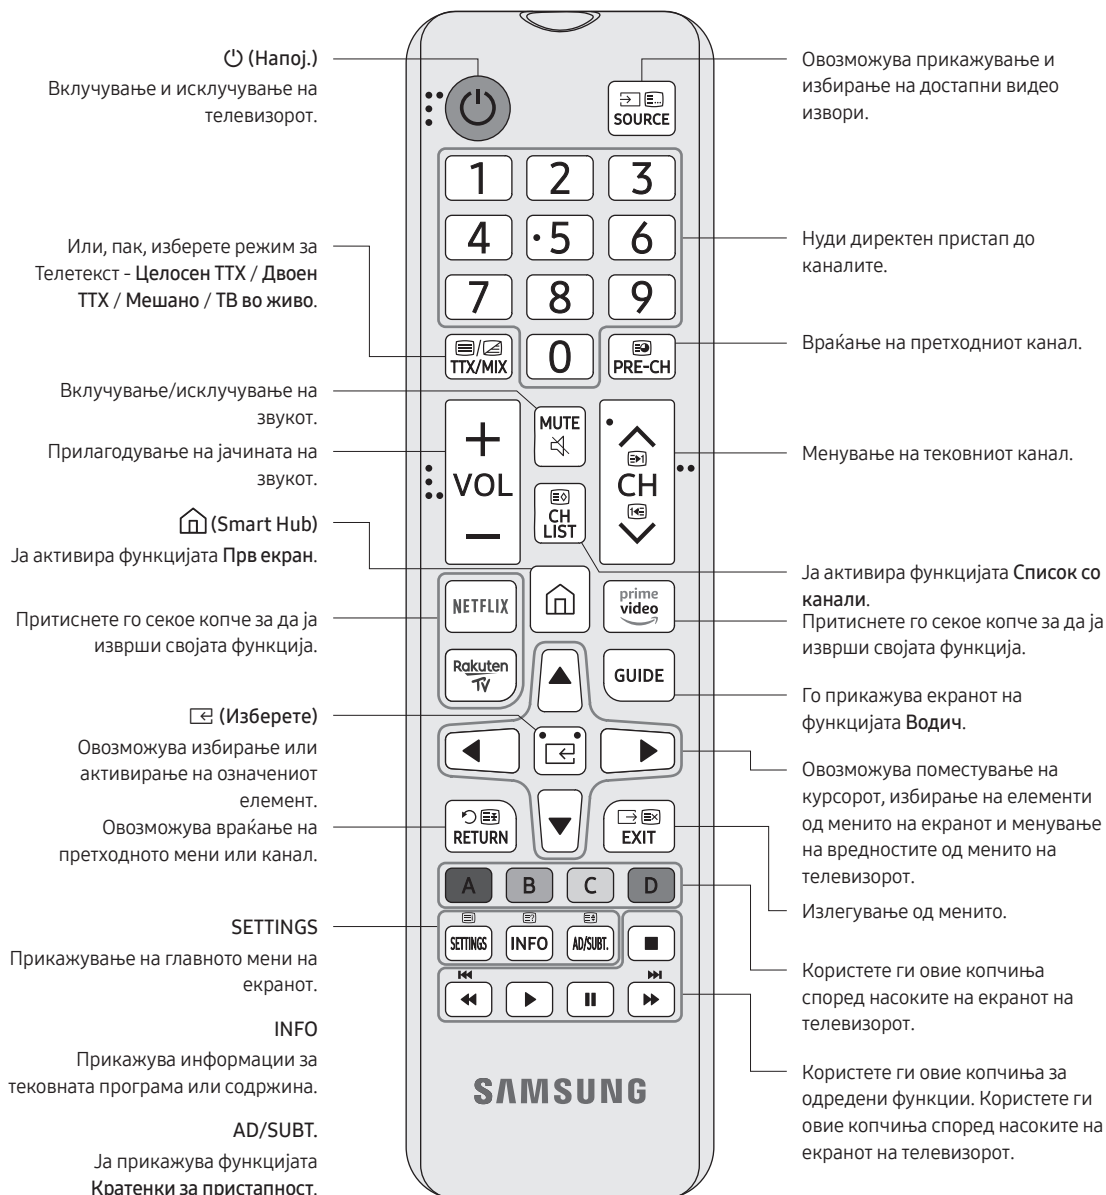 (Напој.)
Вклучување и исклучување на
телевизорот.
Или, пак, изберете режим за
Телетекст - Целосен ТТХ / Двоен
ТТХ / Мешано / ТВ во живо.
Вклучување/исклучување на
звукот.
Прилагодување на јачината на
звукот.
(Smart Hub)
Ја активира функцијата Прв екран.
Притиснете го секое копче за да ја
изврши својата функција.
(Изберете)
Овозможува избирање или
активирање на означениот
елемент.
Овозможува враќање на
претходното мени или канал.
SETTINGS
Прикажување на главното мени на
екранот.
INFO
Прикажува информации за
тековната програма или содржина.
AD/SUBT.
Ја прикажува функцијата
Кратенки за пристапност.
SOURCE
1 2 3
4 5 6
7 8 9
TTX/MIX 0 PRE-CH
MUTE
VOL CH
CH
LIST
NETFLIX prime
video
Rakuten
TV GUIDE
RETURN EXIT
A B C D
SETTINGS INFO AD/SUBT.
SAMSUNG
Овозможува прикажување и
избирање на достапни видео
извори.
Нуди директен пристап до
каналите.
Враќање на претходниот канал.
Менување на тековниот канал.
Ја активира функцијата Список со
канали.
Притиснете го секое копче за да ја
изврши својата функција.
Го прикажува екранот на
функцијата Водич.
Овозможува поместување на
курсорот, избирање на елементи
од менито на екранот и менување
на вредностите од менито на
телевизорот.
Излегување од менито.
Користете ги овие копчиња
според насоките на екранот на
телевизорот.
Користете ги овие копчиња за
одредени функции. Користете ги
овие копчиња според насоките на
екранот на телевизорот.